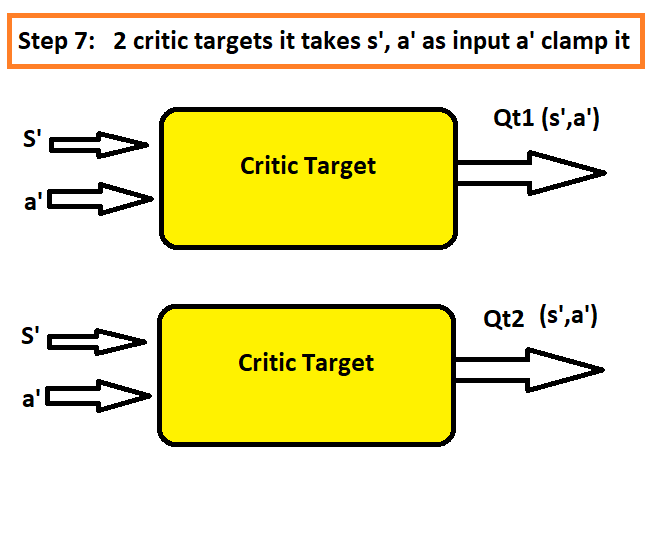 Step 7: 2 critic targets it takes s', a' as input a' clamp it
Qt1 (s',a')
S'
Critic Target
a'
Qt2 (s',a')
S'
Critic Target
a'